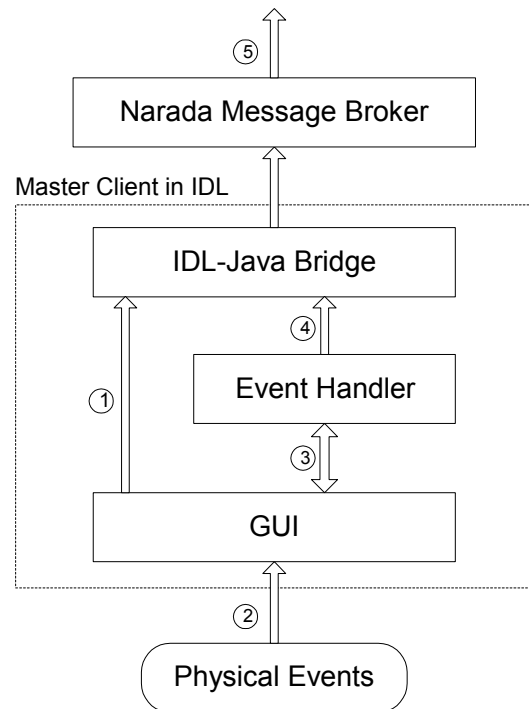 5
Narada Message Broker
Master Client in IDL
IDL-Java Bridge
4
Event Handler
1
3
GUI
2
Physical Events